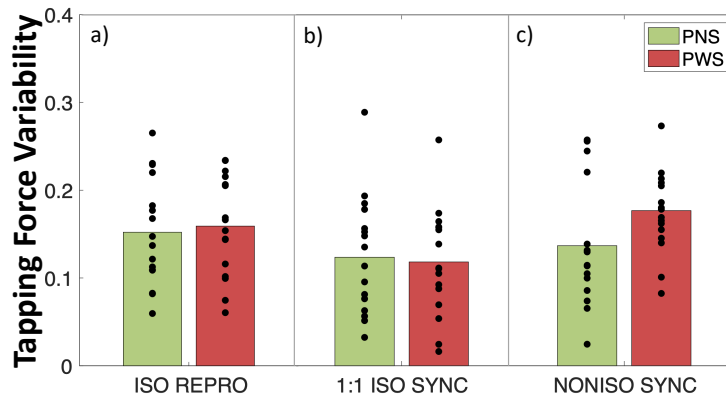 Tapping Force Variability
0.4
0.3
0.2
0.1
0
a)
b)
c)
PNS
PWS
ISO REPRO
1:1 ISO SYNC
NONISO SYNC